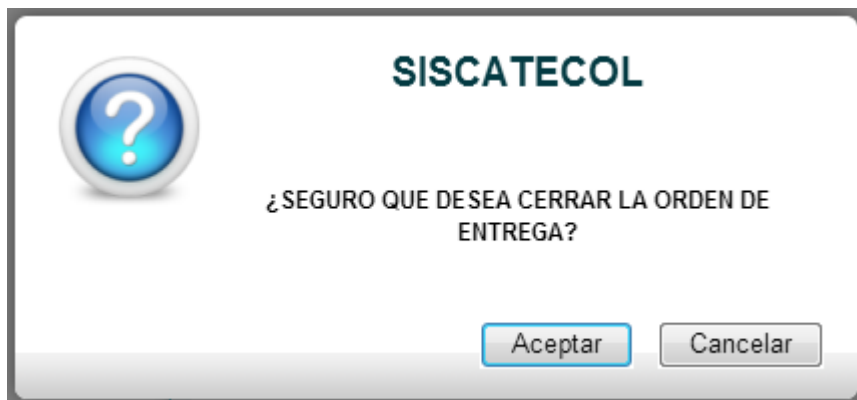 SISCATECOL
¿SEGURO QUE DESEA CERRAR LA ORDEN DE
ENTREGA?
Aceptar Cancelar